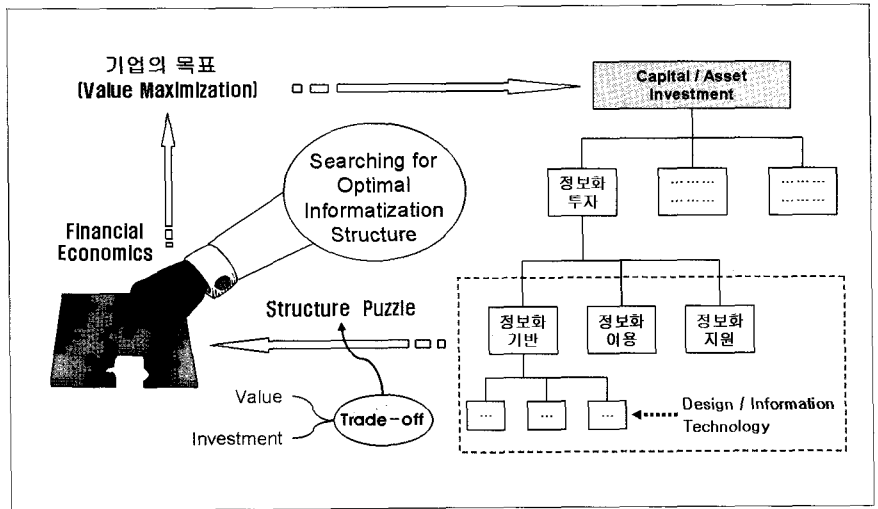 기업의 목표
(Value Maximization)
Capital / Asset
Investment
Searching for
Optimal
Informatization
Structure
정보화
투자
………
………
………
………
Financial
Economics
Structure Puzzle
정보화
기반
정보화
이용
정보화
지원
Value
Investment
Trade-off
...
...
...
Design / Information
Technology